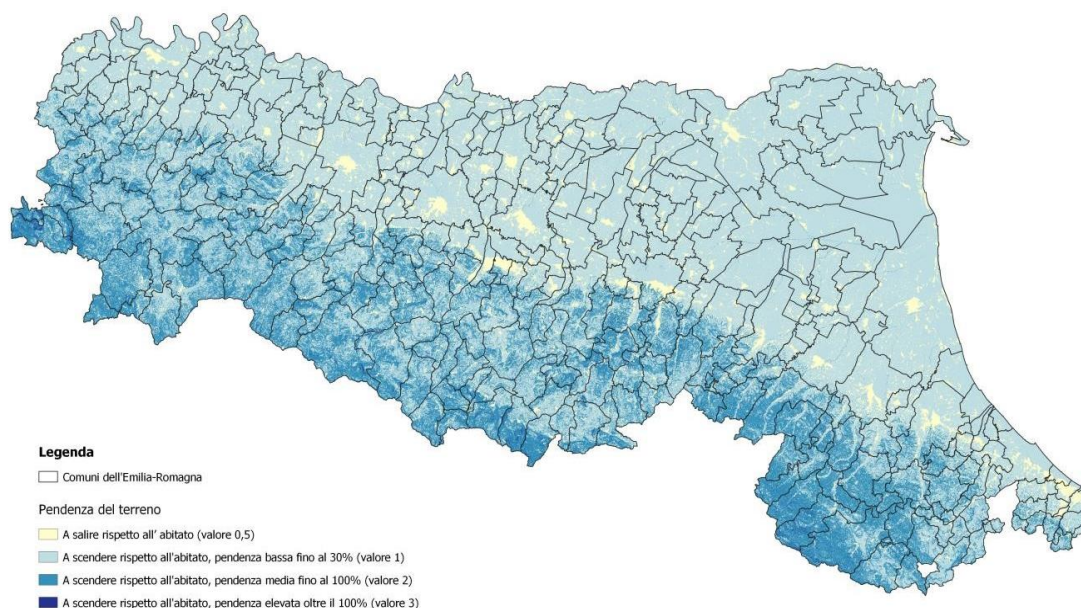 Legenda
Comuni dell'Emilia-Romagna
Pendenza del terreno
A salire rispetto all' abitato (valore 0,5)
A scendere rispetto all'abitato, pendenza bassa fino al 30% (valore 1)
A scendere rispetto all'abitato, pendenza media fino al 100% (valore 2)
A scendere rispetto all'abitato, pendenza elevata oltre il 100% (valore 3)